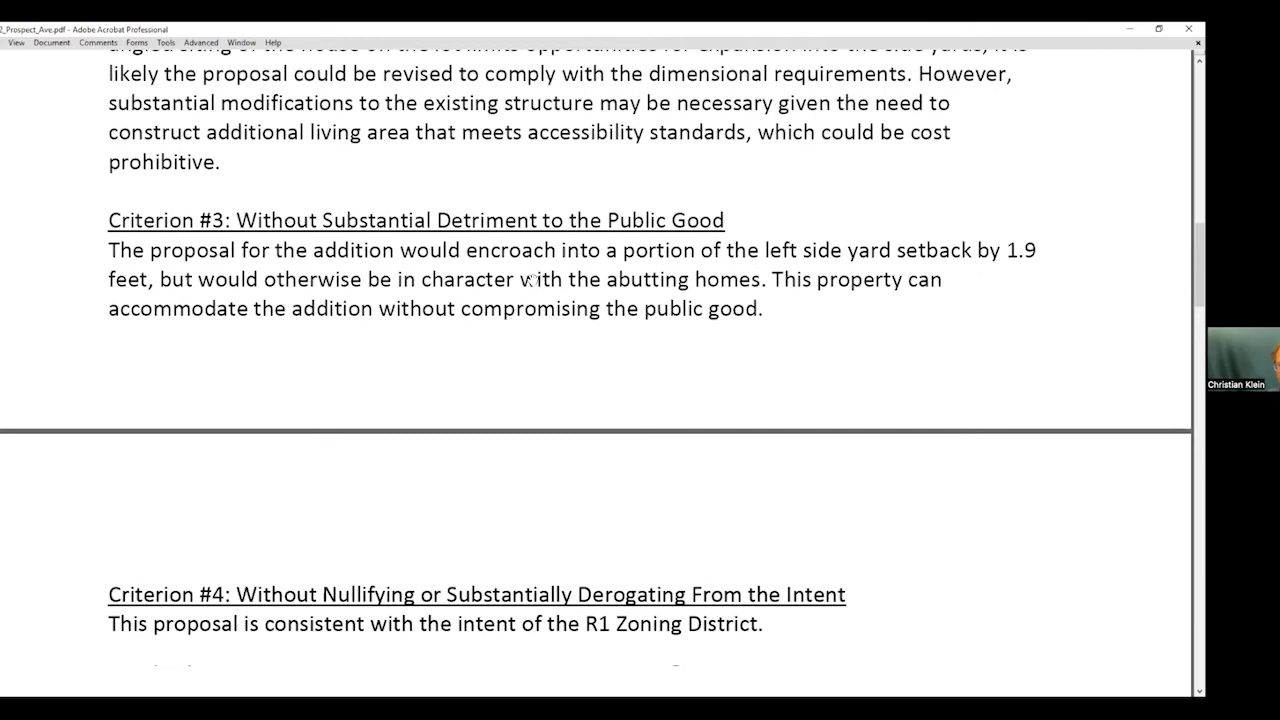 2_Prospect_Ave.pdf - Adobe Acrobat Professional
View Document Comments Forms Tools Advanced Window Help
likely the proposal could be revised to comply with the dimensional requirements. However,
substantial modifications to the existing structure may be necessary given the need to
construct additional living area that meets accessibility standards, which could be cost
prohibitive.
Criterion #3: Without Substantial Detriment to the Public Good
The proposal for the addition would encroach into a portion of the left side yard setback by 1.9
feet, but would otherwise be in character with the abutting homes. This property can
accommodate the addition without compromising the public good.
Christian Klein
Criterion #4: Without Nullifying or Substantially Derogating From the Intent
This proposal is consistent with the intent of the R1 Zoning District.